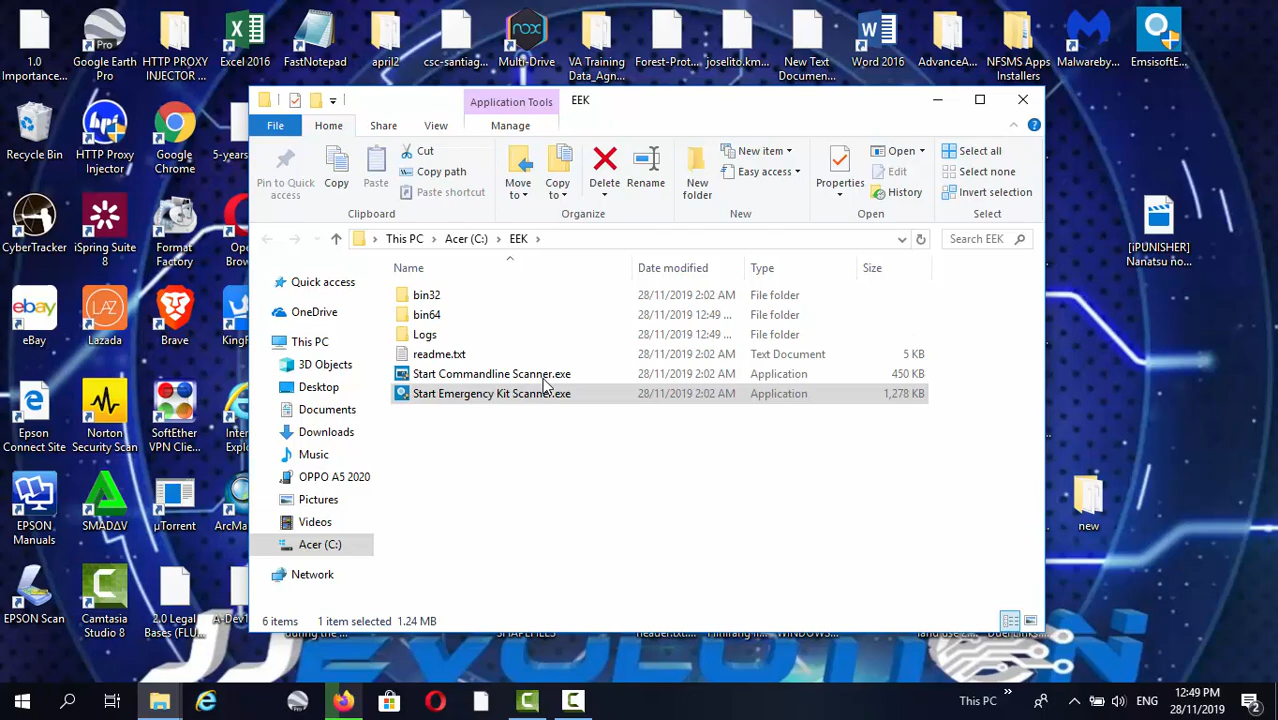 1.0 Importance...
Google Earth Pro
HTTP PROXY INJECTOR ...
Excel 2016
FastNotepad
april2
csc-santiag...
nox
Multi-Drive
VA Training Data_Agn...
Forest-Prot...
joselito.km...
New Text Documen...
Word 2016
AdvanceA...
NFSMS Apps Installers
Malwareby...
EmsisoftE...
Application Tools
EEK
File
Home
Share
View
Manage
Pin to Quick access
Copy
Paste
Cut
Copy path
Paste shortcut
Clipboard
Move to
Copy to
Delete
Rename
Organize
New folder
New item
Easy access
New
Properties
Open
Edit
History
Open
Select all
Select none
Invert selection
Select
This PC > Acer (C:) > EEK >
Search EEK
Name
Date modified
Type
Size
bin32 28/11/2019 2:02 AM File folder
bin64 28/11/2019 12:49 ... File folder
Logs 28/11/2019 12:49 ... File folder
readme.txt 28/11/2019 2:02 AM Text Document 5 KB
Start Commandline Scanner.exe 28/11/2019 2:02 AM Application 450 KB
Start Emergency Kit Scanner.exe 28/11/2019 2:02 AM Application 1,278 KB
Quick access
OneDrive
This PC
3D Objects
Desktop
Documents
Downloads
Music
OPPO A5 2020
Pictures
Videos
Acer (C:)
Network
6 items
1 item selected 1.24 MB
Recycle Bin
hpi
HTTP Proxy Injector
Google Chrome
5-years
CyberTracker
iSpring Suite 8
Format Factory
ebay
eBay
LAZ
Lazada
Brave
Epson Connect Site
Norton Security Scan
SoftEther VPN Clie...
EPSON Manuals
SMADΔV
µTorrent
EPSON Scan
Camtasia Studio 8
2.0 Legal Bases (FLU...
[iPUNISHER] Nanatsu no...
new
JJEVOLUTION
This PC
ENG
12:49 PM
28/11/2019
2